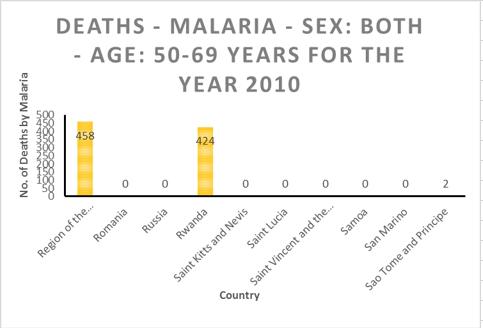 DEATHS - MALARIA - SEX: BOTH
- AGE: 50-69 YEARS FOR THE
YEAR 2010
No. of Deaths by Malaria
500
450
400
350
300
250
200
150
100
50
0
458
0
0
424
0
0
0
0
0
2
Region of the...
Romania
Russia
Rwanda
Saint Kitts and Nevis
Saint Lucia
Saint Vincent and the...
Samoa
San Marino
Sao Tome and Principe
Country